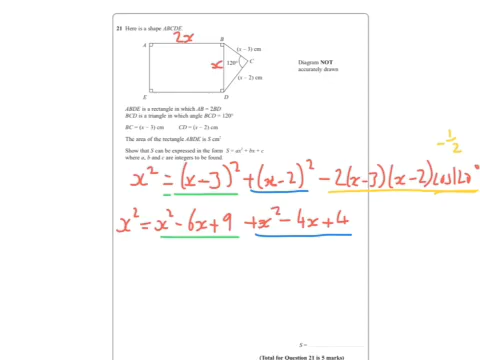 21 Here is a shape ABCDE.
2x
A
B
(x – 3) cm
x
120°
C
(x – 2) cm
E
D
Diagram NOT
accurately drawn
ABDE is a rectangle in which AB = 2BD
BCD is a triangle in which angle BCD = 120°
BC = (x – 3) cm CD = (x – 2) cm
The area of the rectangle ABDE is S cm²
Show that S can be expressed in the form S = ax² + bx + c
where a, b and c are integers to be found.
-1/2
x² = (x-3)² + (x-2)² - 2(x-3)(x-2)cos120°
x² = x² - 6x + 9 + x² - 4x + 4
S =
(Total for Question 21 is 5 marks)